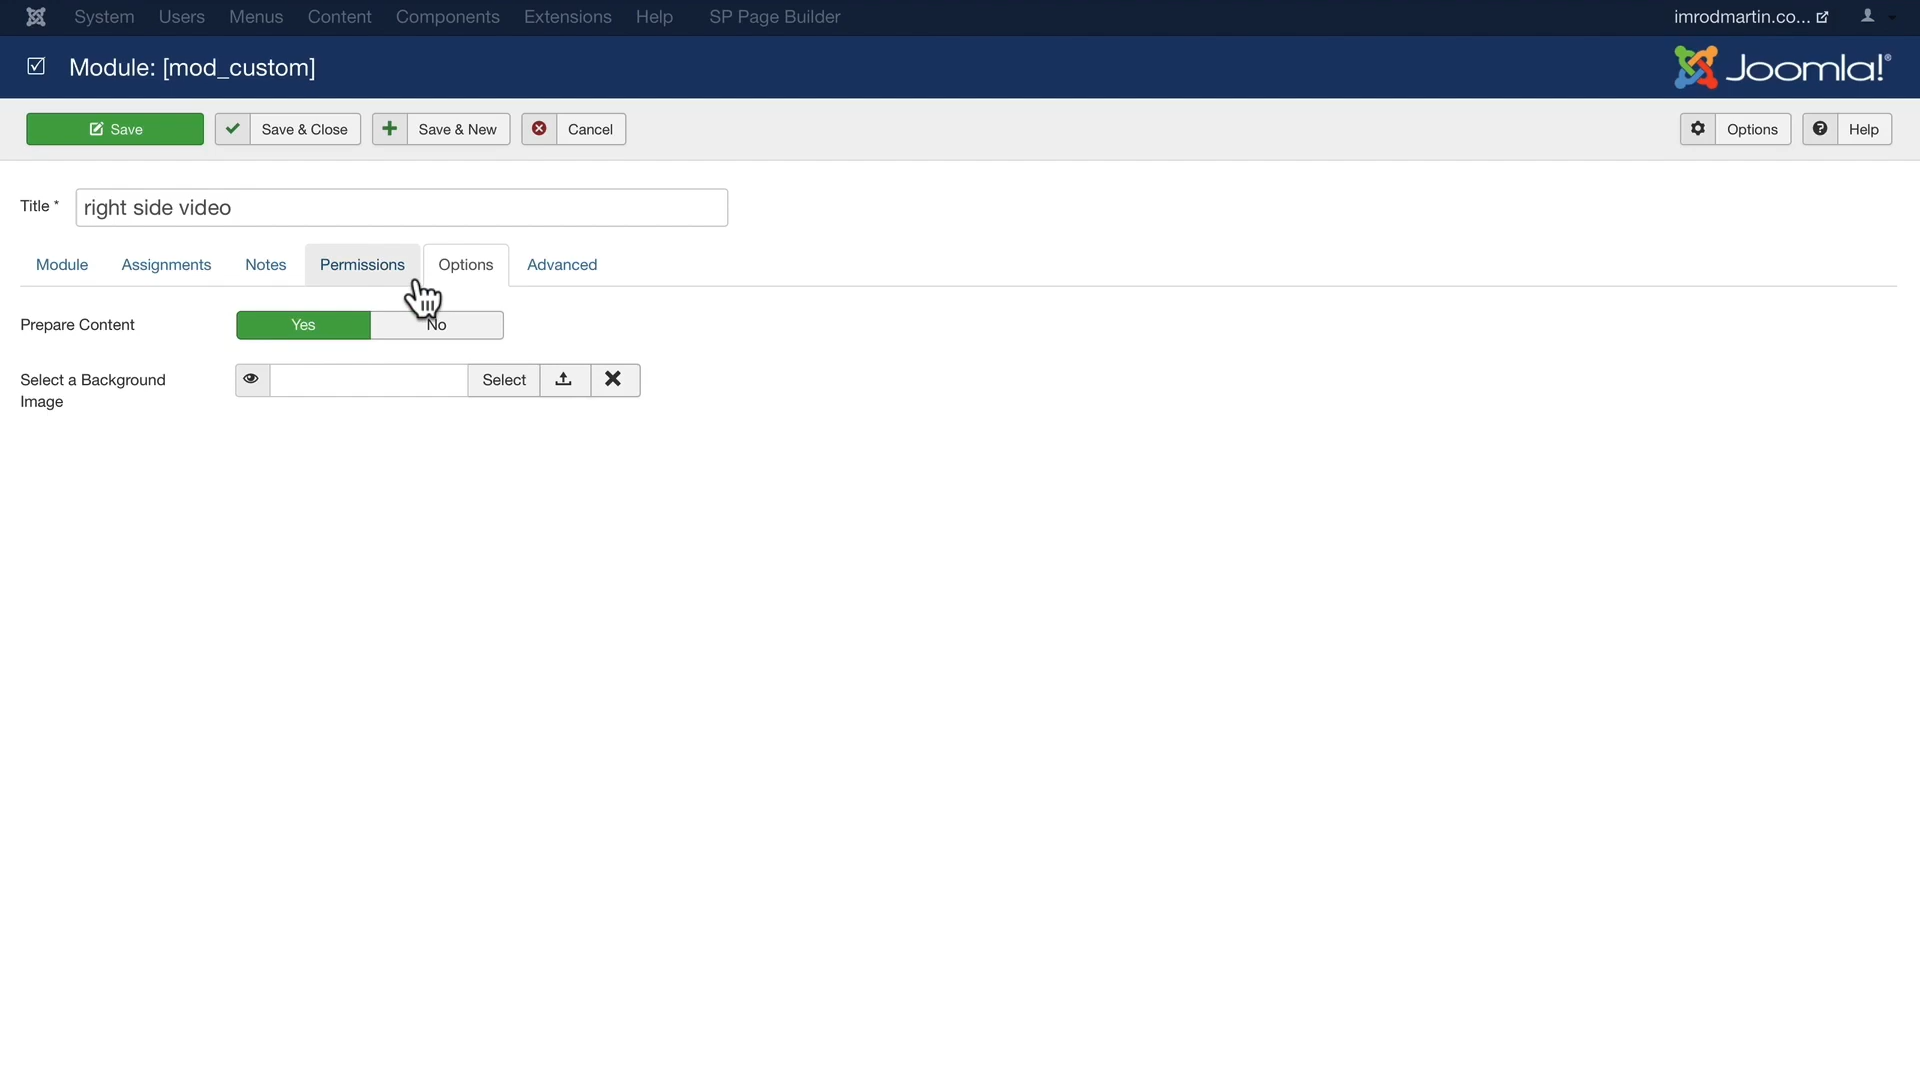 System Users Menus Content Components Extensions Help SP Page Builder imrodmartin.co...
Module: [mod_custom] Joomla!®
Save Save & Close Save & New Cancel Options Help
Title * right side video
Module Assignments Notes Permissions Options Advanced
Prepare Content Yes No
Select a Background Select
Image